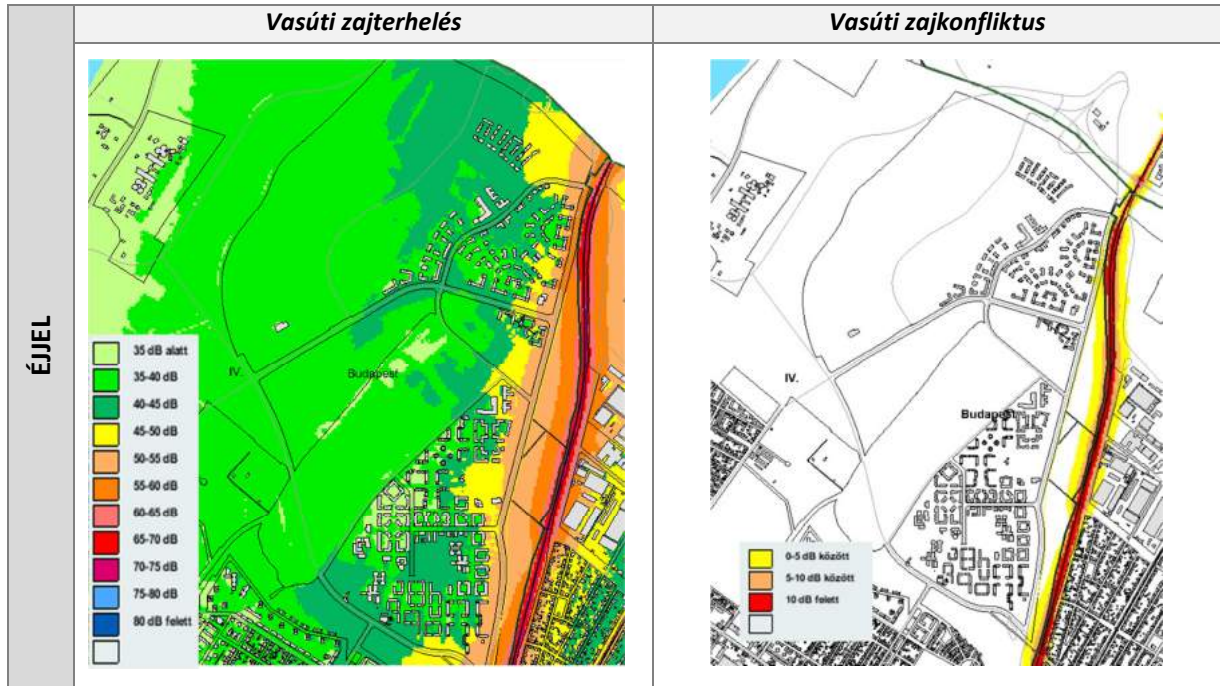 Vasúti zajterhelés
Vasúti zajkonfliktus
ÉJJEL
IV.
Budapest
35 dB alatt
35-40 dB
40-45 dB
45-50 dB
50-55 dB
55-60 dB
60-65 dB
65-70 dB
70-75 dB
75-80 dB
80 dB felett
IV.
Budapest
0-5 dB között
5-10 dB között
10 dB felett